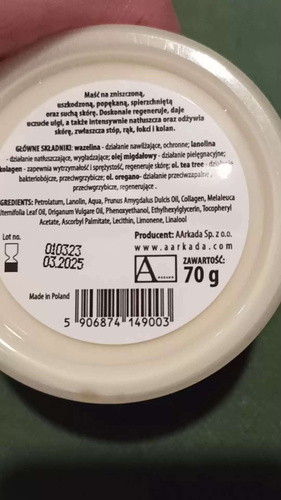 Maść na zniszczoną,
uszkodzoną, popękaną, spierzchniętą
oraz suchą skórę. Doskonale regeneruje, daje
uczucie ulgi, a także intensywnie natłuszcza oraz odżywia
skórę, zwłaszcza stóp, rąk, łokci i kolan.
GŁÓWNE SKŁADNIKI: wazelina - działanie nawilżające, ochronne; lanolina
- działanie natłuszczające, wygładzające; olej migdałowy - działanie pielęgnacyjne;
kolagen - zapewnia wytrzymałość i sprężystość, regeneruje skórę; ol. tea tree - działanie
bakteriobójcze, przeciwgrzybicze; ol. oregano- działanie przeciwzapalne,
przeciwgrzybicze, regenerujące.
INGREDIENTS: Petrolatum, Lanolin, Aqua, Prunus Amygdalus Dulcis Oil, Collagen, Melaleuca
Alternifolia Leaf Oil, Origanum Vulgare Oil, Phenoxyethanol, Ethylhexylglycerin, Tocopheryl
Acetate, Ascorbyl Palmitate, Lecithin, Limonene, Linalool
Lot no.
010323
03.2025
Producent: AArkada Sp. z o.o.
www.aarkada.com
A......
ZAWARTOŚĆ:
70 g
Made in Poland
5 906874 149003